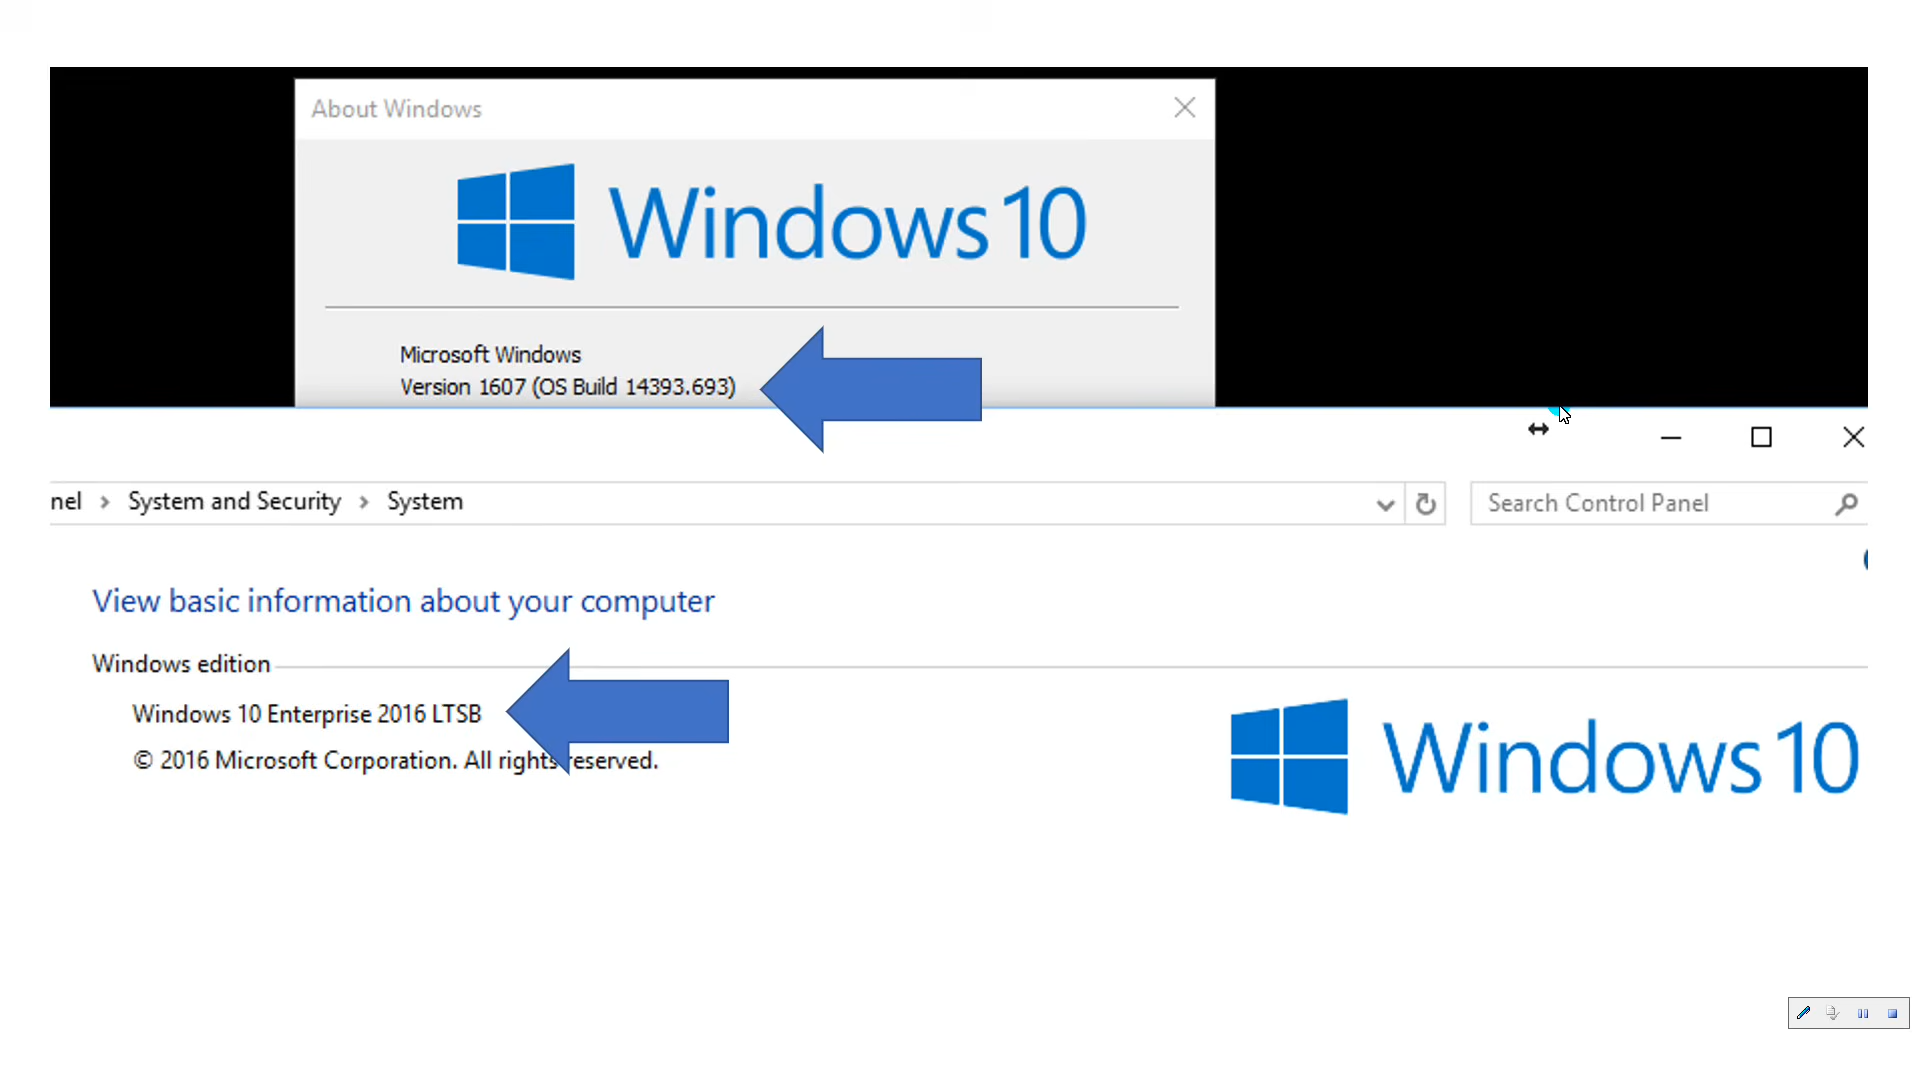 About Windows
Windows 10
Microsoft Windows
Version 1607 (OS Build 14393.693)
nel > System and Security > System
Search Control Panel
View basic information about your computer
Windows edition
Windows 10 Enterprise 2016 LTSB
© 2016 Microsoft Corporation. All rights reserved.
Windows 10